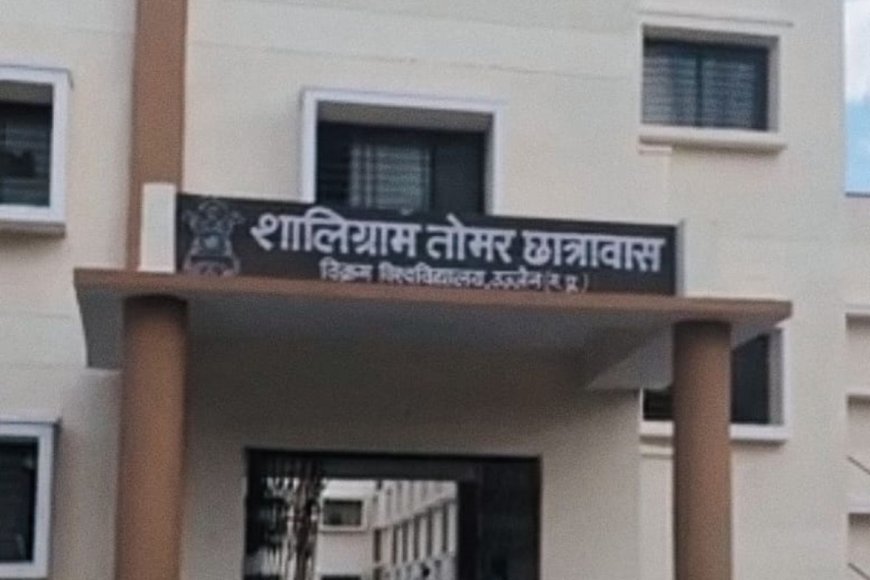 शालिग्राम तोमर छात्रावास
विक्रम विश्वविद्यालय, उज्जैन (म. प्र.)